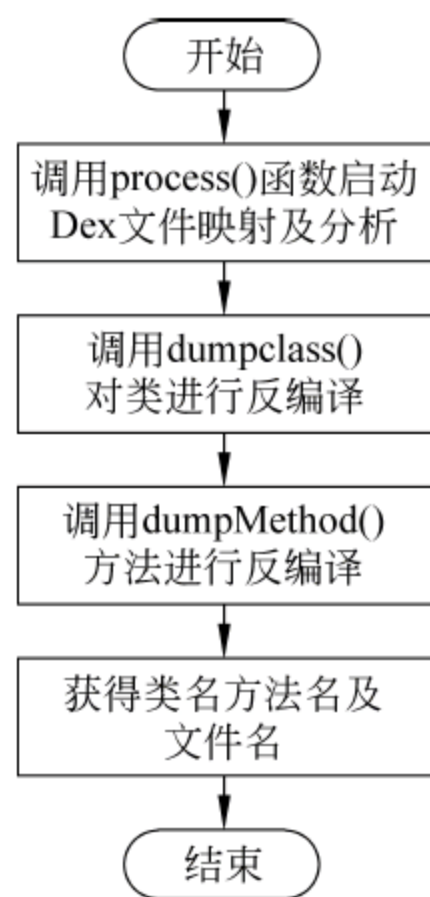 开始
调用process()函数启动
Dex文件映射及分析
调用dumpclass()
对类进行反编译
调用dumpMethod()
方法进行反编译
获得类名方法名及
文件名
结束